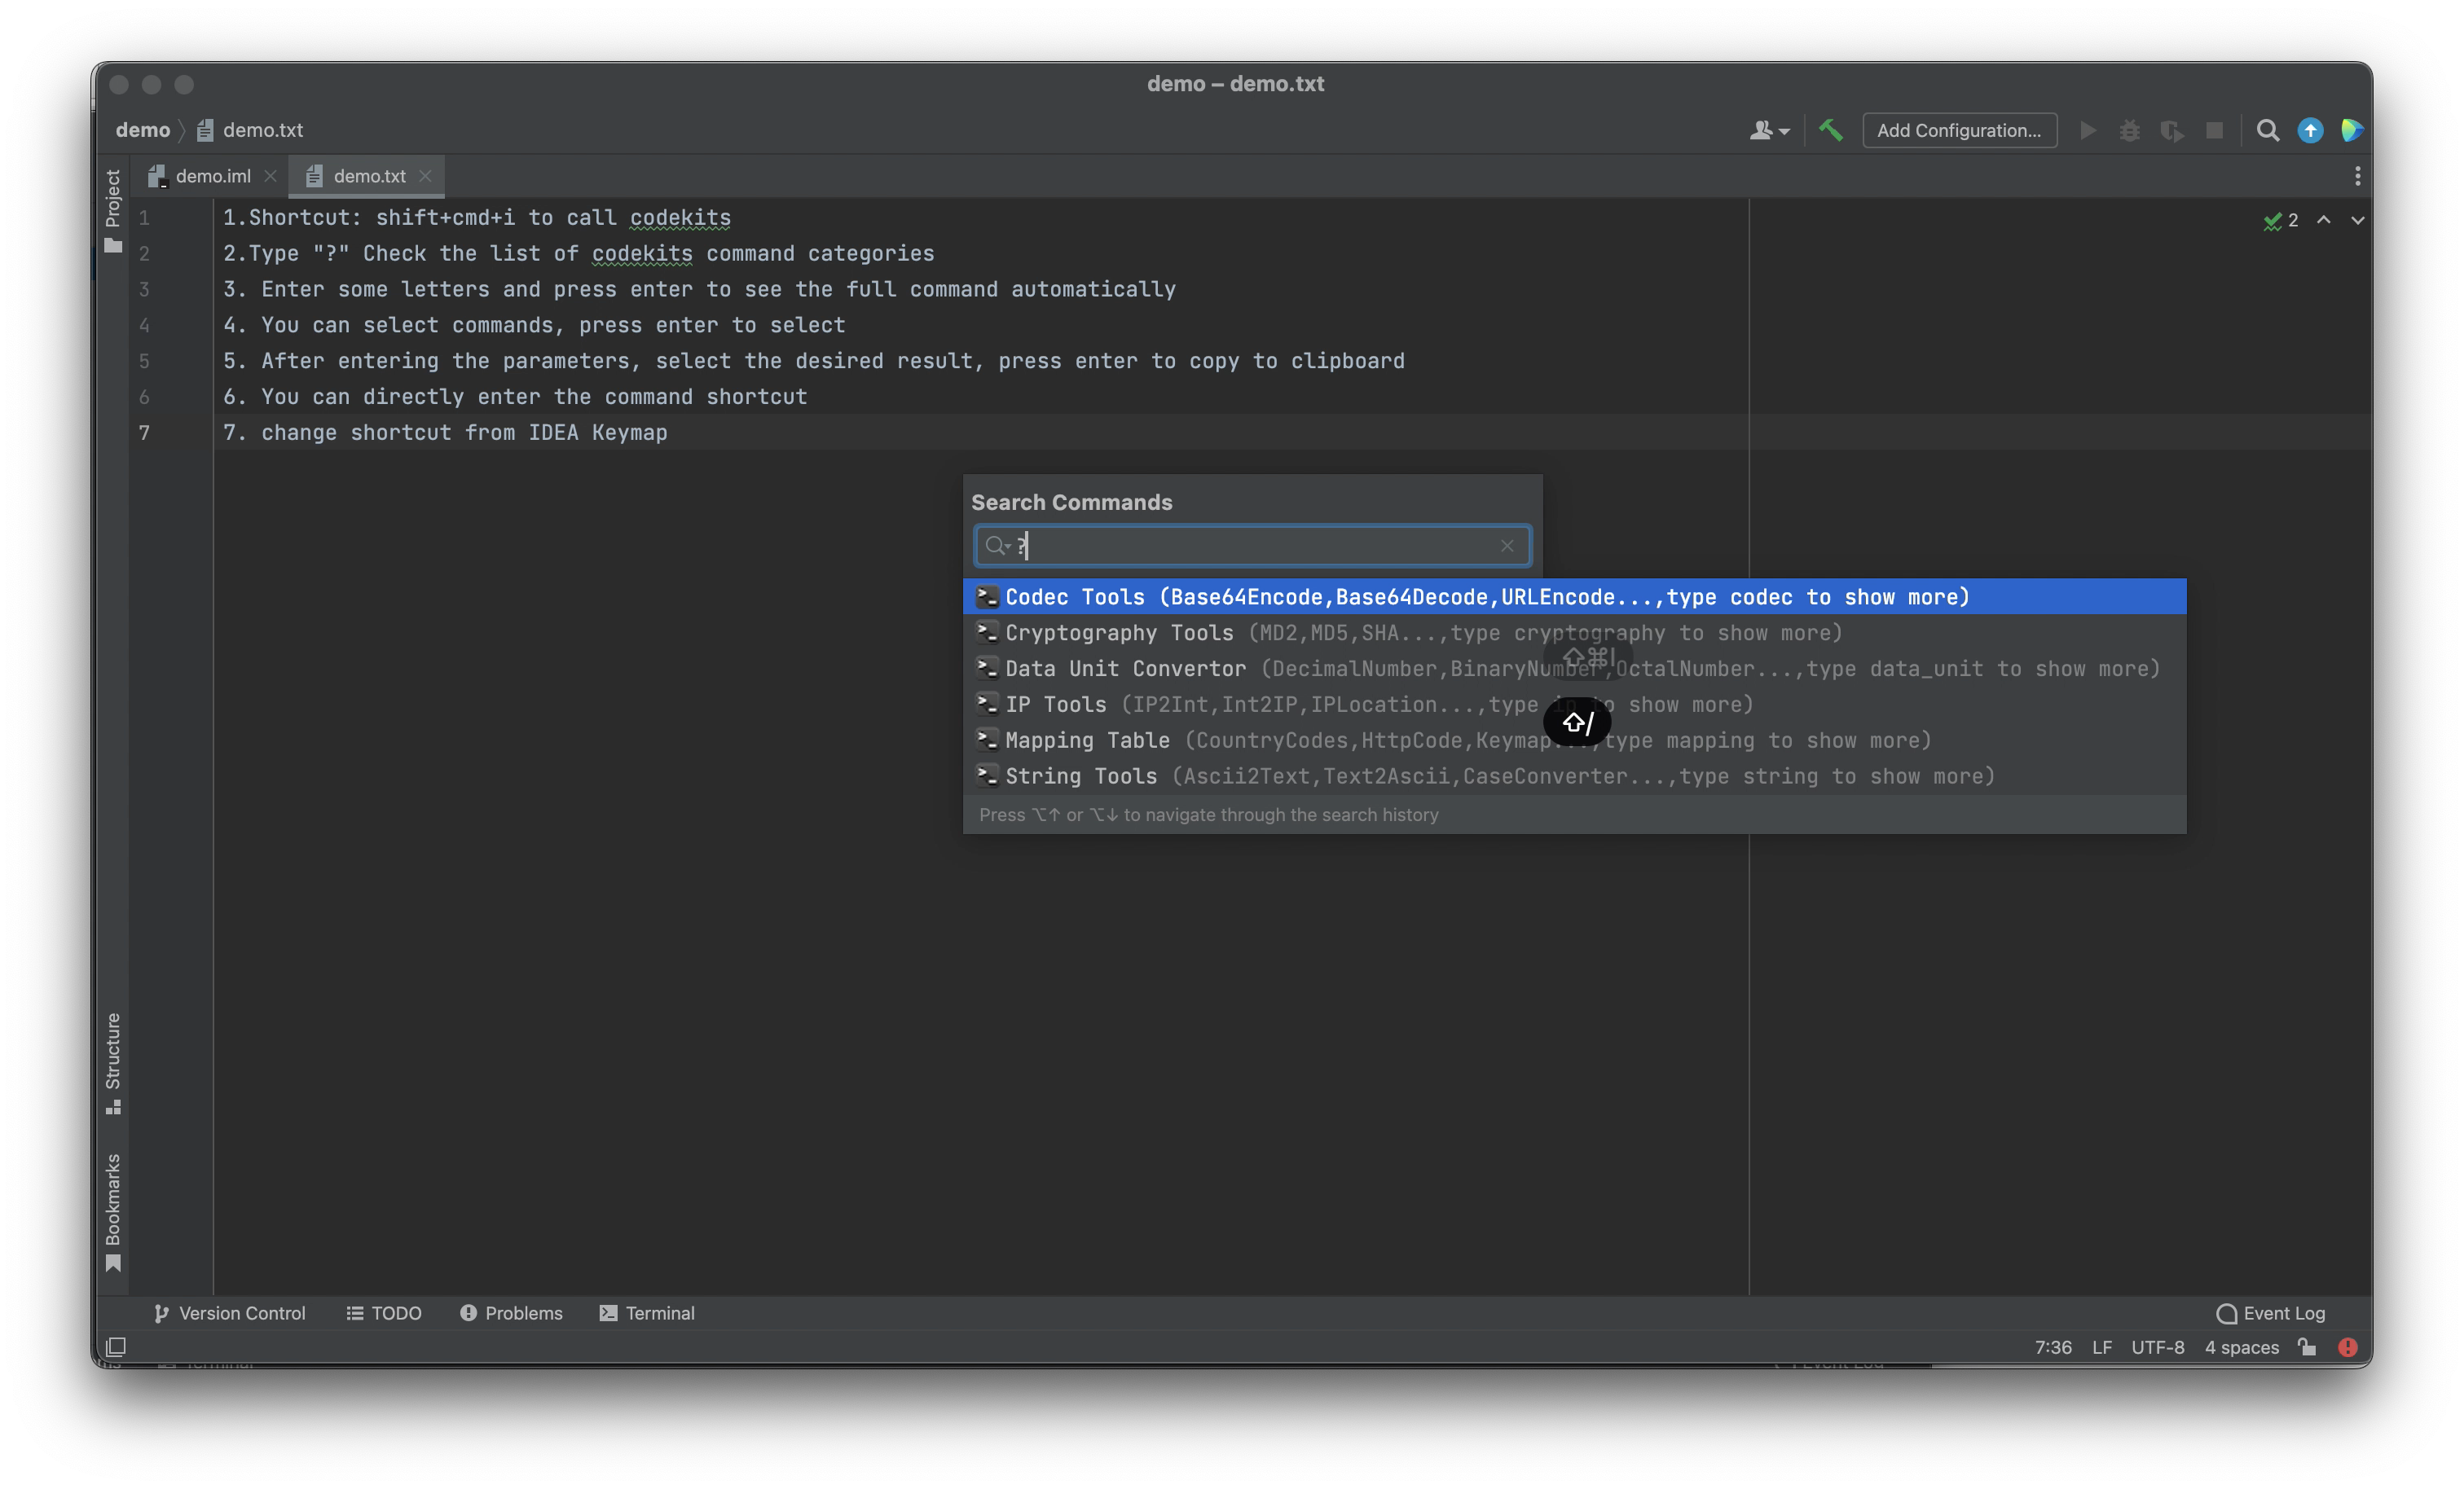 demo – demo.txt
demo demo.txt Add Configuration...
demo.iml demo.txt
Project
1 1.Shortcut: shift+cmd+i to call codekits
2 2.Type "?" Check the list of codekits command categories
3 3. Enter some letters and press enter to see the full command automatically
4 4. You can select commands, press enter to select
5 5. After entering the parameters, select the desired result, press enter to copy to clipboard
6 6. You can directly enter the command shortcut
7 7. change shortcut from IDEA Keymap
2
Search Commands
?
Codec Tools (Base64Encode,Base64Decode,URLEncode...,type codec to show more)
Cryptography Tools (MD2,MD5,SHA...,type cryptography to show more)
⇧⌘I
Data Unit Convertor (DecimalNumber,BinaryNumber,OctalNumber...,type data_unit to show more)
IP Tools (IP2Int,Int2IP,IPLocation...,type ip to show more)
⇧/
Mapping Table (CountryCodes,HttpCode,Keymap...,type mapping to show more)
String Tools (Ascii2Text,Text2Ascii,CaseConverter...,type string to show more)
Press ⌥↑ or ⌥↓ to navigate through the search history
Structure
Bookmarks
Version Control TODO Problems Terminal Event Log
7:36 LF UTF-8 4 spaces